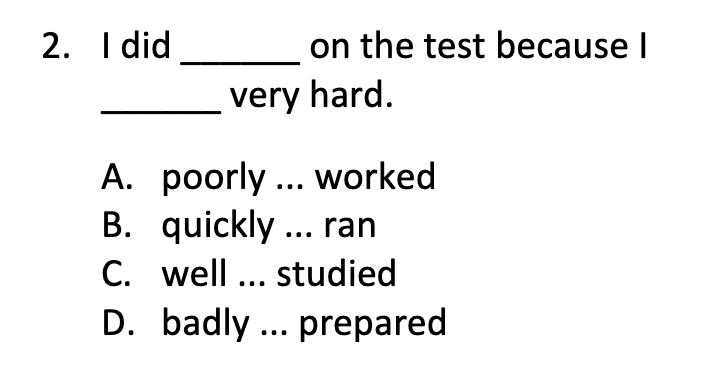 2. I did ______ on the test because I
______ very hard.
A. poorly ... worked
B. quickly ... ran
C. well ... studied
D. badly ... prepared